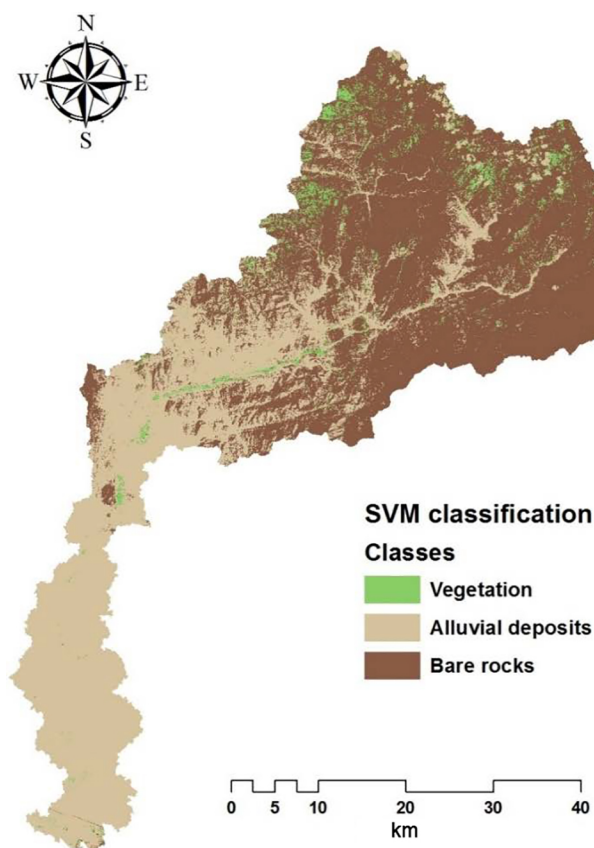 N
W E
S
SVM classification
Classes
Vegetation
Alluvial deposits
Bare rocks
0 5 10 20 30 40
km